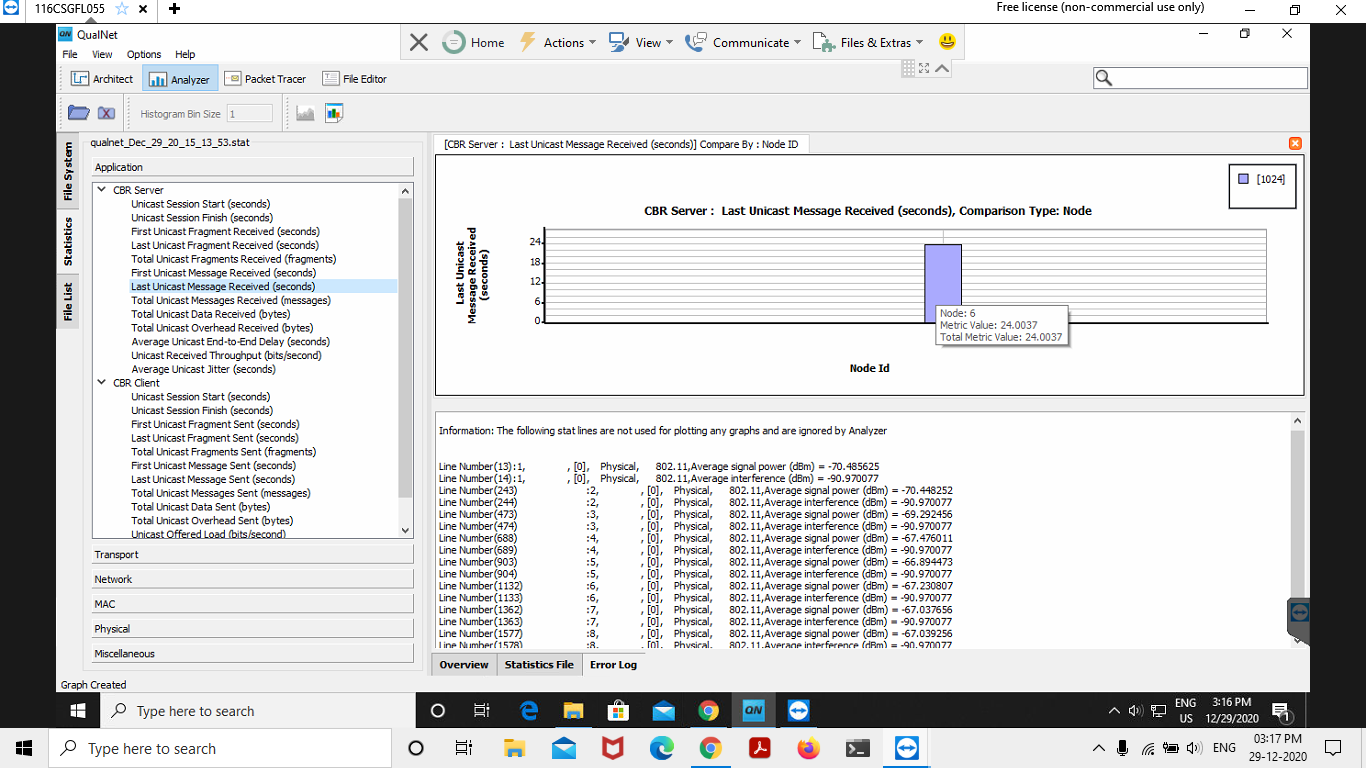 116CSGFL055
Free license (non-commercial use only)
QN QualNet
File View Options Help
Home Actions View Communicate Files & Extras
Architect Analyzer Packet Tracer File Editor
Histogram Bin Size 1
File System
Statistics
File List
qualnet_Dec_29_20_15_13_53.stat
Application
CBR Server
Unicast Session Start (seconds)
Unicast Session Finish (seconds)
First Unicast Fragment Received (seconds)
Last Unicast Fragment Received (seconds)
Total Unicast Fragments Received (fragments)
First Unicast Message Received (seconds)
Last Unicast Message Received (seconds)
Total Unicast Messages Received (messages)
Total Unicast Data Received (bytes)
Total Unicast Overhead Received (bytes)
Average Unicast End-to-End Delay (seconds)
Unicast Received Throughput (bits/second)
Average Unicast Jitter (seconds)
CBR Client
Unicast Session Start (seconds)
Unicast Session Finish (seconds)
First Unicast Fragment Sent (seconds)
Last Unicast Fragment Sent (seconds)
Total Unicast Fragments Sent (fragments)
First Unicast Message Sent (seconds)
Last Unicast Message Sent (seconds)
Total Unicast Messages Sent (messages)
Total Unicast Data Sent (bytes)
Total Unicast Overhead Sent (bytes)
Unicast Offered Load (bits/second)
Transport
Network
MAC
Physical
Miscellaneous
Graph Created
[CBR Server : Last Unicast Message Received (seconds)] Compare By : Node ID
[1024]
CBR Server : Last Unicast Message Received (seconds), Comparison Type: Node
Last Unicast
Message Received
(seconds)
24
18
12
6
0
Node: 6
Metric Value: 24.0037
Total Metric Value: 24.0037
Node Id
Information: The following stat lines are not used for plotting any graphs and are ignored by Analyzer
Line Number(13):1, , [0], Physical, 802.11,Average signal power (dBm) = -70.485625
Line Number(14):1, , [0], Physical, 802.11,Average interference (dBm) = -90.970077
Line Number(243) :2, , [0], Physical, 802.11,Average signal power (dBm) = -70.448252
Line Number(244) :2, , [0], Physical, 802.11,Average interference (dBm) = -90.970077
Line Number(473) :3, , [0], Physical, 802.11,Average signal power (dBm) = -69.292456
Line Number(474) :3, , [0], Physical, 802.11,Average interference (dBm) = -90.970077
Line Number(688) :4, , [0], Physical, 802.11,Average signal power (dBm) = -67.476011
Line Number(689) :4, , [0], Physical, 802.11,Average interference (dBm) = -90.970077
Line Number(903) :5, , [0], Physical, 802.11,Average signal power (dBm) = -66.894473
Line Number(904) :5, , [0], Physical, 802.11,Average interference (dBm) = -90.970077
Line Number(1132) :6, , [0], Physical, 802.11,Average signal power (dBm) = -67.230807
Line Number(1133) :6, , [0], Physical, 802.11,Average interference (dBm) = -90.970077
Line Number(1362) :7, , [0], Physical, 802.11,Average signal power (dBm) = -67.037656
Line Number(1363) :7, , [0], Physical, 802.11,Average interference (dBm) = -90.970077
Line Number(1577) :8, , [0], Physical, 802.11,Average signal power (dBm) = -67.039256
Line Number(1578) :8, , [0], Physical, 802.11,Average interference (dBm) = -90.970077
Overview Statistics File Error Log
Type here to search
QN
ENG
US
3:16 PM
12/29/2020
1
Type here to search
ENG
03:17 PM
29-12-2020